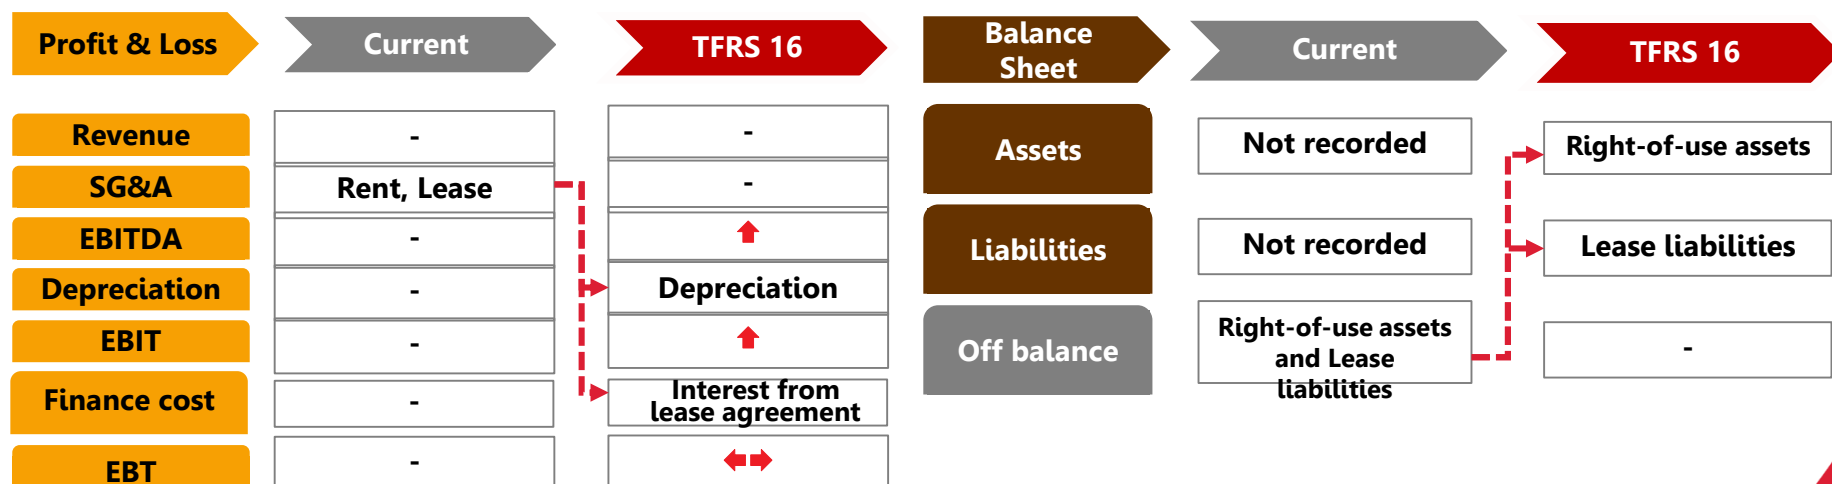 Profit & Loss
Current
TFRS 16
Revenue
-
-
SG&A
Rent, Lease
-
EBITDA
-
Depreciation
-
Depreciation
EBIT
-
Finance cost
-
Interest from
lease agreement
EBT
-
Balance
Sheet
Current
TFRS 16
Assets
Not recorded
Right-of-use assets
Liabilities
Not recorded
Lease liabilities
Off balance
Right-of-use assets
and Lease
liabilities
-